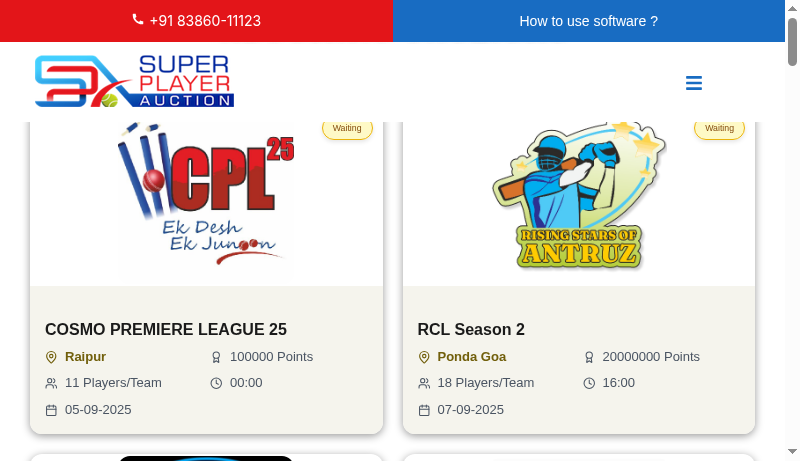 +91 83860-11123
How to use software ?
SUPER
PLAYER
AUCTION
Waiting
CPL 25
Ek Desh
Ek Junoon
COSMO PREMIERE LEAGUE 25
Raipur
100000 Points
11 Players/Team
00:00
05-09-2025
Waiting
RISING STARS OF
ANTRUZ
RCL Season 2
Ponda Goa
20000000 Points
18 Players/Team
16:00
07-09-2025